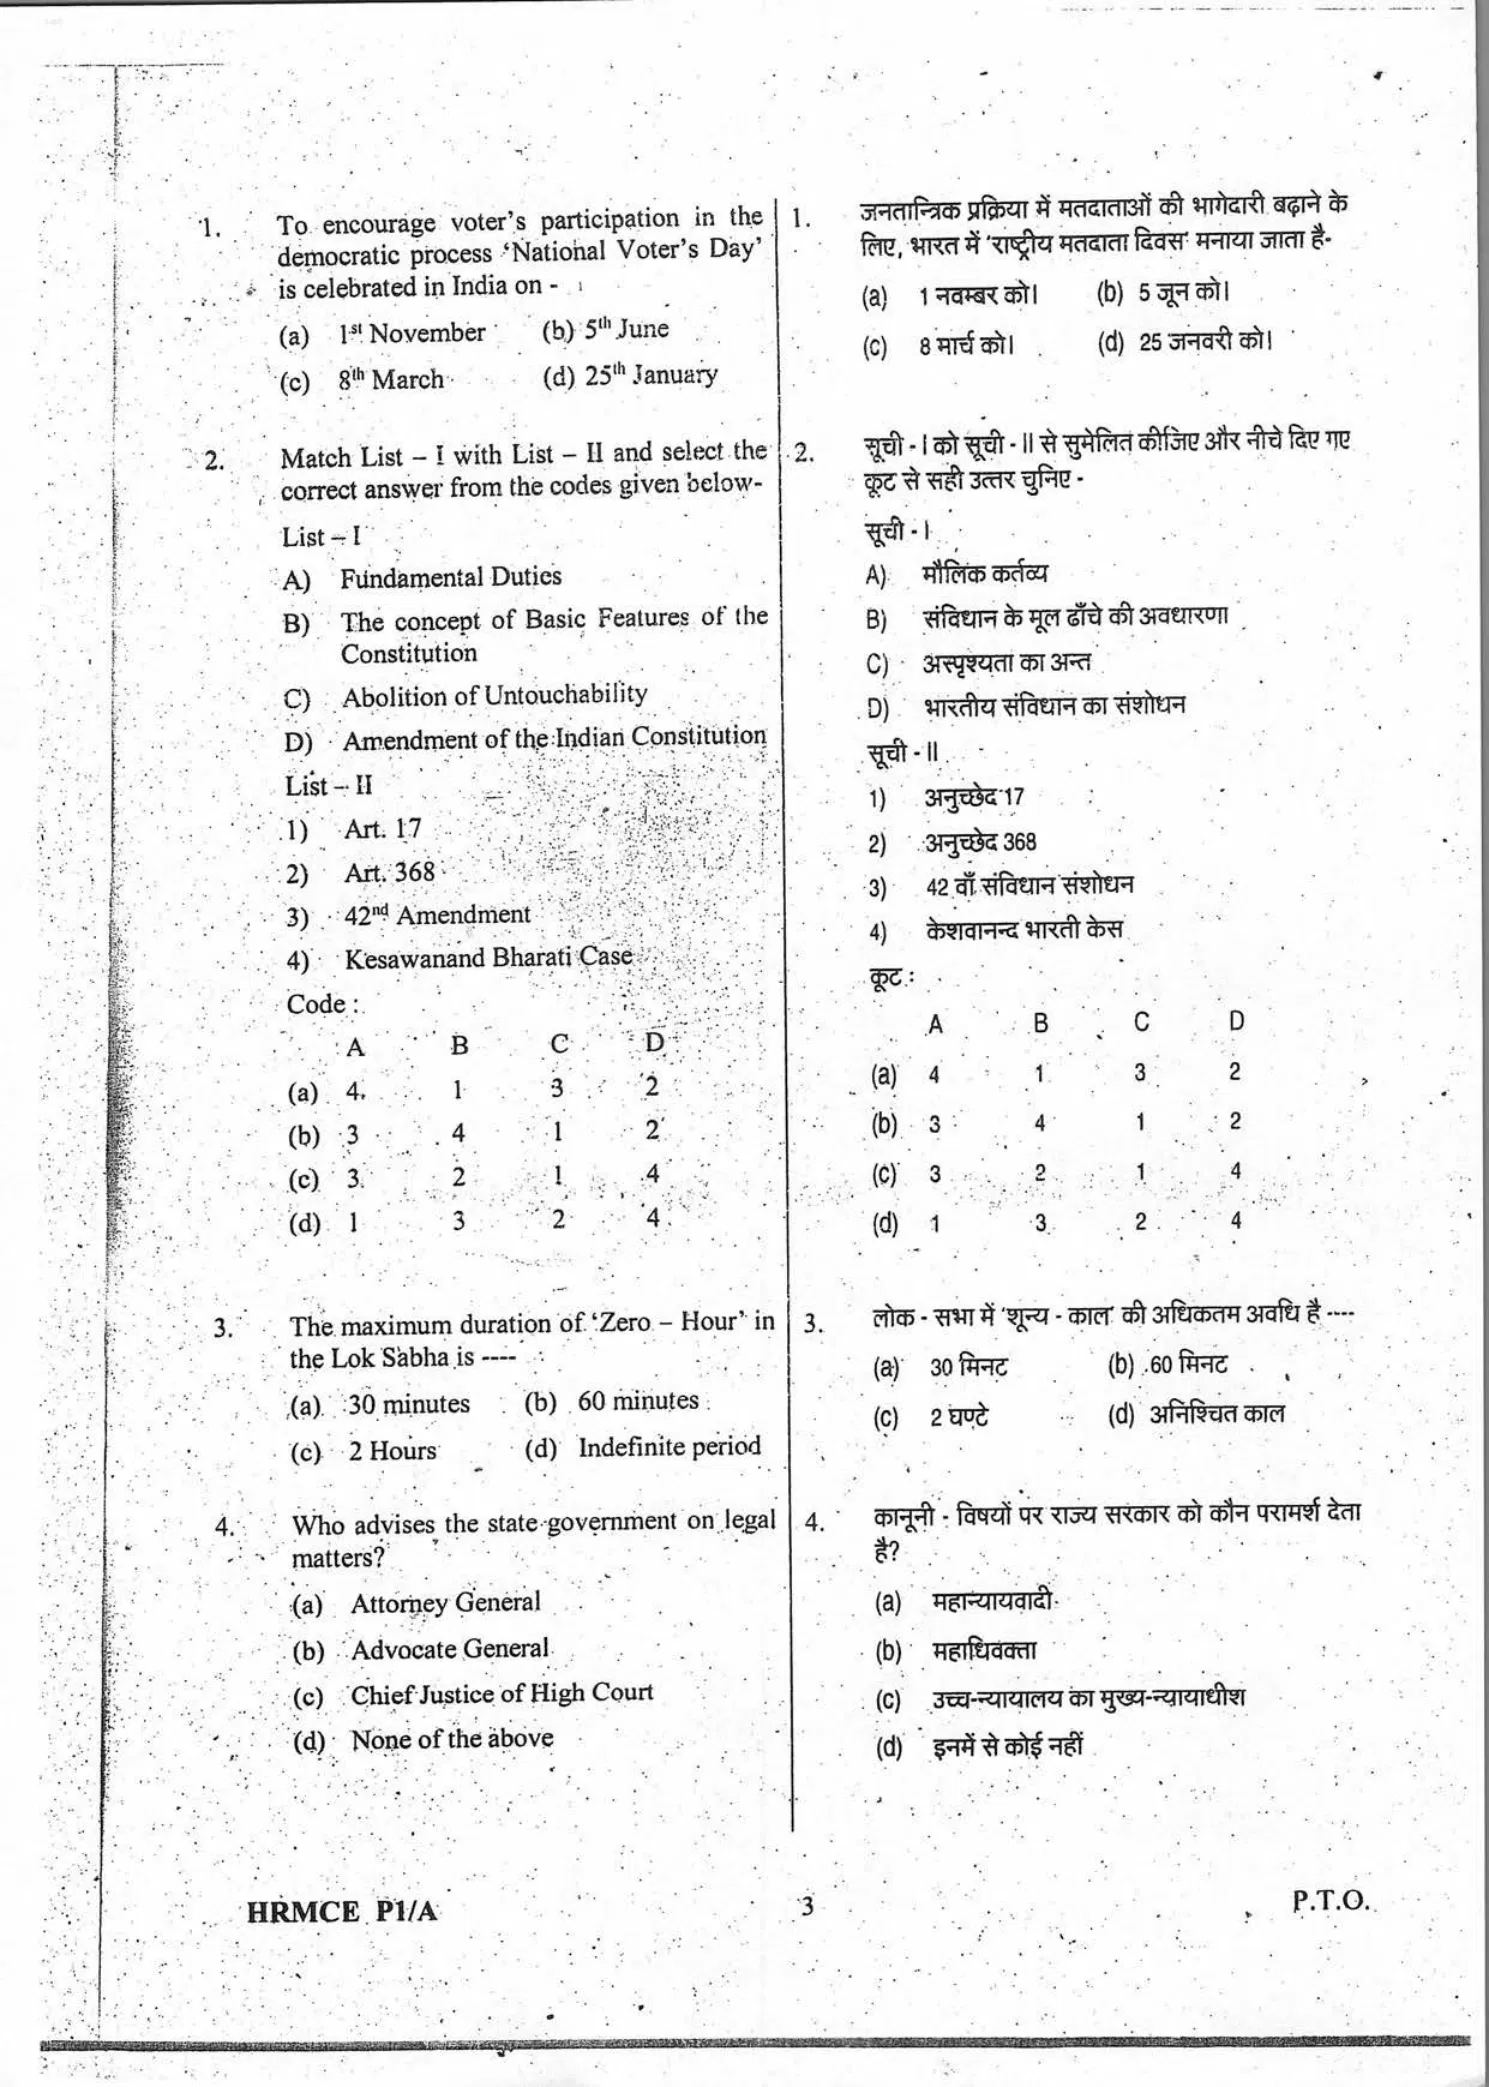 1. To encourage voter's participation in the
democratic process 'National Voter's Day'
is celebrated in India on -
(a) 1st November (b) 5th June
(c) 8th March (d) 25th January
2. Match List – I with List – II and select the
correct answer from the codes given below-
List – I
A) Fundamental Duties
B) The concept of Basic Features of the
Constitution
C) Abolition of Untouchability
D) Amendment of the Indian Constitution
List – II
1) Art. 17
2) Art. 368
3) 42nd Amendment
4) Kesawanand Bharati Case
Code :
A B C D
(a) 4 1 3 2
(b) 3 4 1 2
(c) 3 2 1 4
(d) 1 3 2 4
3. The maximum duration of 'Zero – Hour' in
the Lok Sabha is ----
(a) 30 minutes (b) 60 minutes
(c) 2 Hours (d) Indefinite period
4. Who advises the state government on legal
matters?
(a) Attorney General
(b) Advocate General
(c) Chief Justice of High Court
(d) None of the above
1. जनतान्त्रिक प्रक्रिया में मतदाताओं की भागेदारी बढ़ाने के
लिए, भारत में 'राष्ट्रीय मतदाता दिवस' मनाया जाता है-
(a) 1 नवम्बर को। (b) 5 जून को।
(c) 8 मार्च को। (d) 25 जनवरी को।
2. सूची - I को सूची - II से सुमेलित कीजिए और नीचे दिए गए
कूट से सही उत्तर चुनिए -
सूची - I
A) मौलिक कर्तव्य
B) संविधान के मूल ढाँचे की अवधारणा
C) अस्पृश्यता का अन्त
D) भारतीय संविधान का संशोधन
सूची - II
1) अनुच्छेद 17
2) अनुच्छेद 368
3) 42 वाँ संविधान संशोधन
4) केशवानन्द भारती केस
कूट :
A B C D
(a) 4 1 3 2
(b) 3 4 1 2
(c) 3 2 1 4
(d) 1 3 2 4
3. लोक - सभा में 'शून्य - काल' की अधिकतम अवधि है ----
(a) 30 मिनट (b) 60 मिनट
(c) 2 घण्टे (d) अनिश्चित काल
4. कानूनी - विषयों पर राज्य सरकार को कौन परामर्श देता
है?
(a) महान्यायवादी
(b) महाधिवक्ता
(c) उच्च-न्यायालय का मुख्य-न्यायाधीश
(d) इनमें से कोई नहीं
HRMCE P1/A 3 P.T.O.